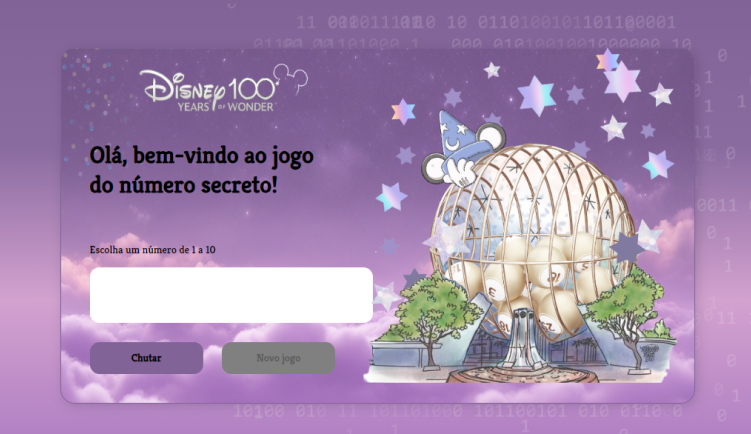 Disney 100
YEARS OF WONDER
Olá, bem-vindo ao jogo
do número secreto!
Escolha um número de 1 a 10
Chutar
Novo jogo